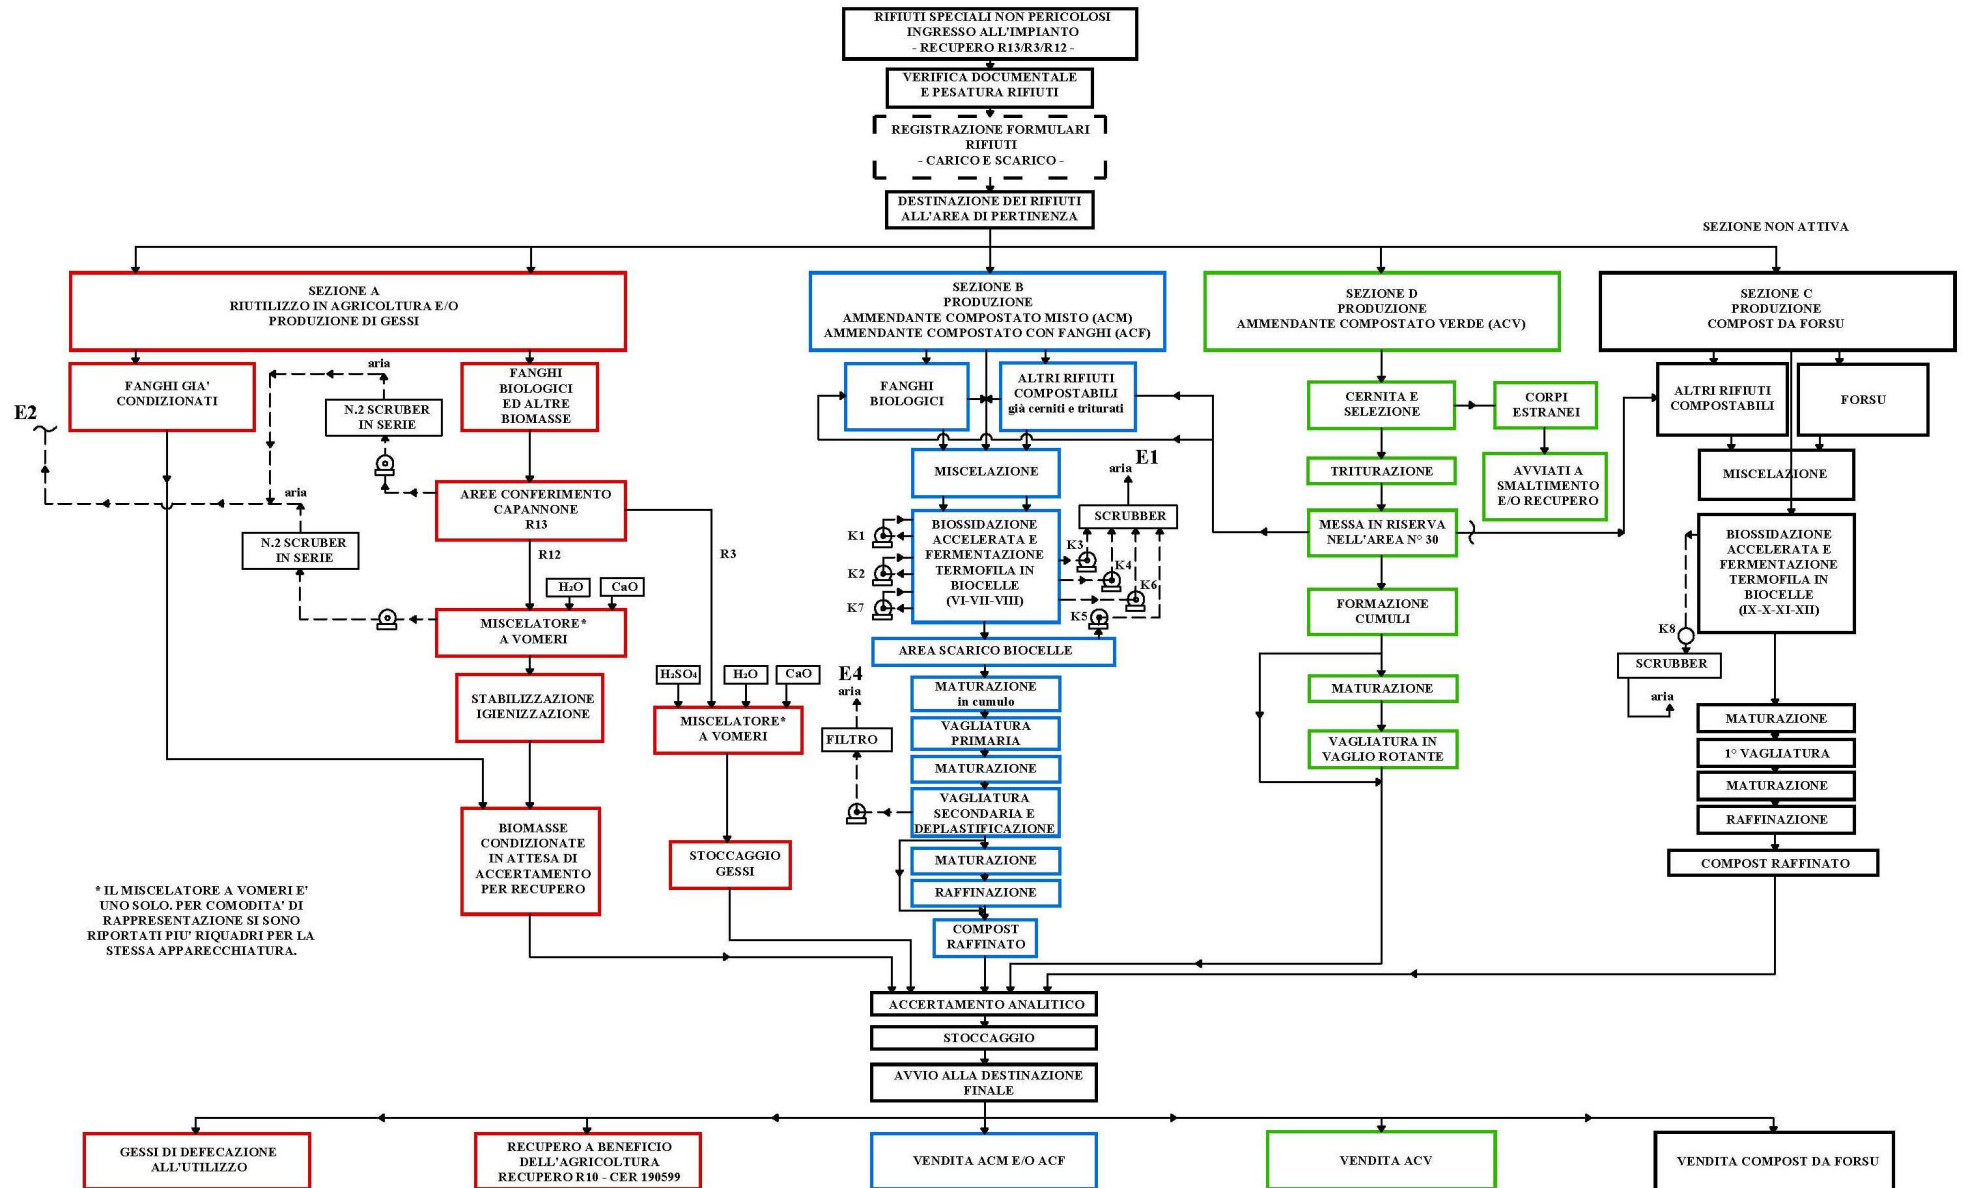 RIFIUTI SPECIALI NON PERICOLOSI
INGRESSO ALL'IMPIANTO
- RECUPERO R13/R3/R12 -
VERIFICA DOCUMENTALE
E PESATURA RIFIUTI
REGISTRAZIONE FORMULARI
RIFIUTI
- CARICO E SCARICO -
DESTINAZIONE DEI RIFIUTI
ALL'AREA DI PERTINENZA
SEZIONE NON ATTIVA
SEZIONE A
RIUTILIZZO IN AGRICOLTURA E/O
PRODUZIONE DI GESSI
FANGHI GIA'
CONDIZIONATI
FANGHI
BIOLOGICI
ED ALTRE
BIOMASSE
aria
N.2 SCRUBER
IN SERIE
E2
aria
N.2 SCRUBER
IN SERIE
AREE CONFERIMENTO
CAPANNONE
R13
R12
R3
H₂O
CaO
MISCELATORE*
A VOMERI
STABILIZZAZIONE
IGIENIZZAZIONE
H₂SO₄
H₂O
CaO
MISCELATORE*
A VOMERI
STOCCAGGIO
GESSI
BIOMASSE
CONDIZIONATE
IN ATTESA DI
ACCERTAMENTO
PER RECUPERO
* IL MISCELATORE A VOMERI E'
UNO SOLO. PER COMODITA' DI
RAPPRESENTAZIONE SI SONO
RIPORTATI PIU' RIQUADRI PER LA
STESSA APPARECCHIATURA.
SEZIONE B
PRODUZIONE
AMMENDANTE COMPOSTATO MISTO (ACM)
AMMENDANTE COMPOSTATO CON FANGHI (ACF)
FANGHI
BIOLOGICI
ALTRI RIFIUTI
COMPOSTABILI
già cerniti e triturati
MISCELAZIONE
aria
E1
SCRUBBER
BIOSSIDAZIONE
ACCELERATA E
FERMENTAZIONE
TERMOFILA IN
BIOCELLE
(VI-VII-VIII)
K1
K2
K7
K3
K4
K6
K5
AREA SCARICO BIOCELLE
MATURAZIONE
in cumulo
E4
aria
FILTRO
VAGLIATURA
PRIMARIA
MATURAZIONE
VAGLIATURA
SECONDARIA E
DEPLASTIFICAZIONE
MATURAZIONE
RAFFINAZIONE
COMPOST
RAFFINATO
SEZIONE D
PRODUZIONE
AMMENDANTE COMPOSTATO VERDE (ACV)
CERNITA E
SELEZIONE
CORPI
ESTRANEI
TRITURAZIONE
AVVIATI A
SMALTIMENTO
E/O RECUPERO
MESSA IN RISERVA
NELL'AREA N° 30
FORMAZIONE
CUMULI
MATURAZIONE
VAGLIATURA IN
VAGLIO ROTANTE
SEZIONE C
PRODUZIONE
COMPOST DA FORSU
ALTRI RIFIUTI
COMPOSTABILI
FORSU
MISCELAZIONE
BIOSSIDAZIONE
ACCELERATA E
FERMENTAZIONE
TERMOFILA IN
BIOCELLE
(IX-X-XI-XII)
K8
SCRUBBER
aria
MATURAZIONE
1° VAGLIATURA
MATURAZIONE
RAFFINAZIONE
COMPOST RAFFINATO
ACCERTAMENTO ANALITICO
STOCCAGGIO
AVVIO ALLA DESTINAZIONE
FINALE
GESSI DI DEFECAZIONE
ALL'UTILIZZO
RECUPERO A BENEFICIO
DELL'AGRICOLTURA
RECUPERO R10 - CER 190599
VENDITA ACM E/O ACF
VENDITA ACV
VENDITA COMPOST DA FORSU